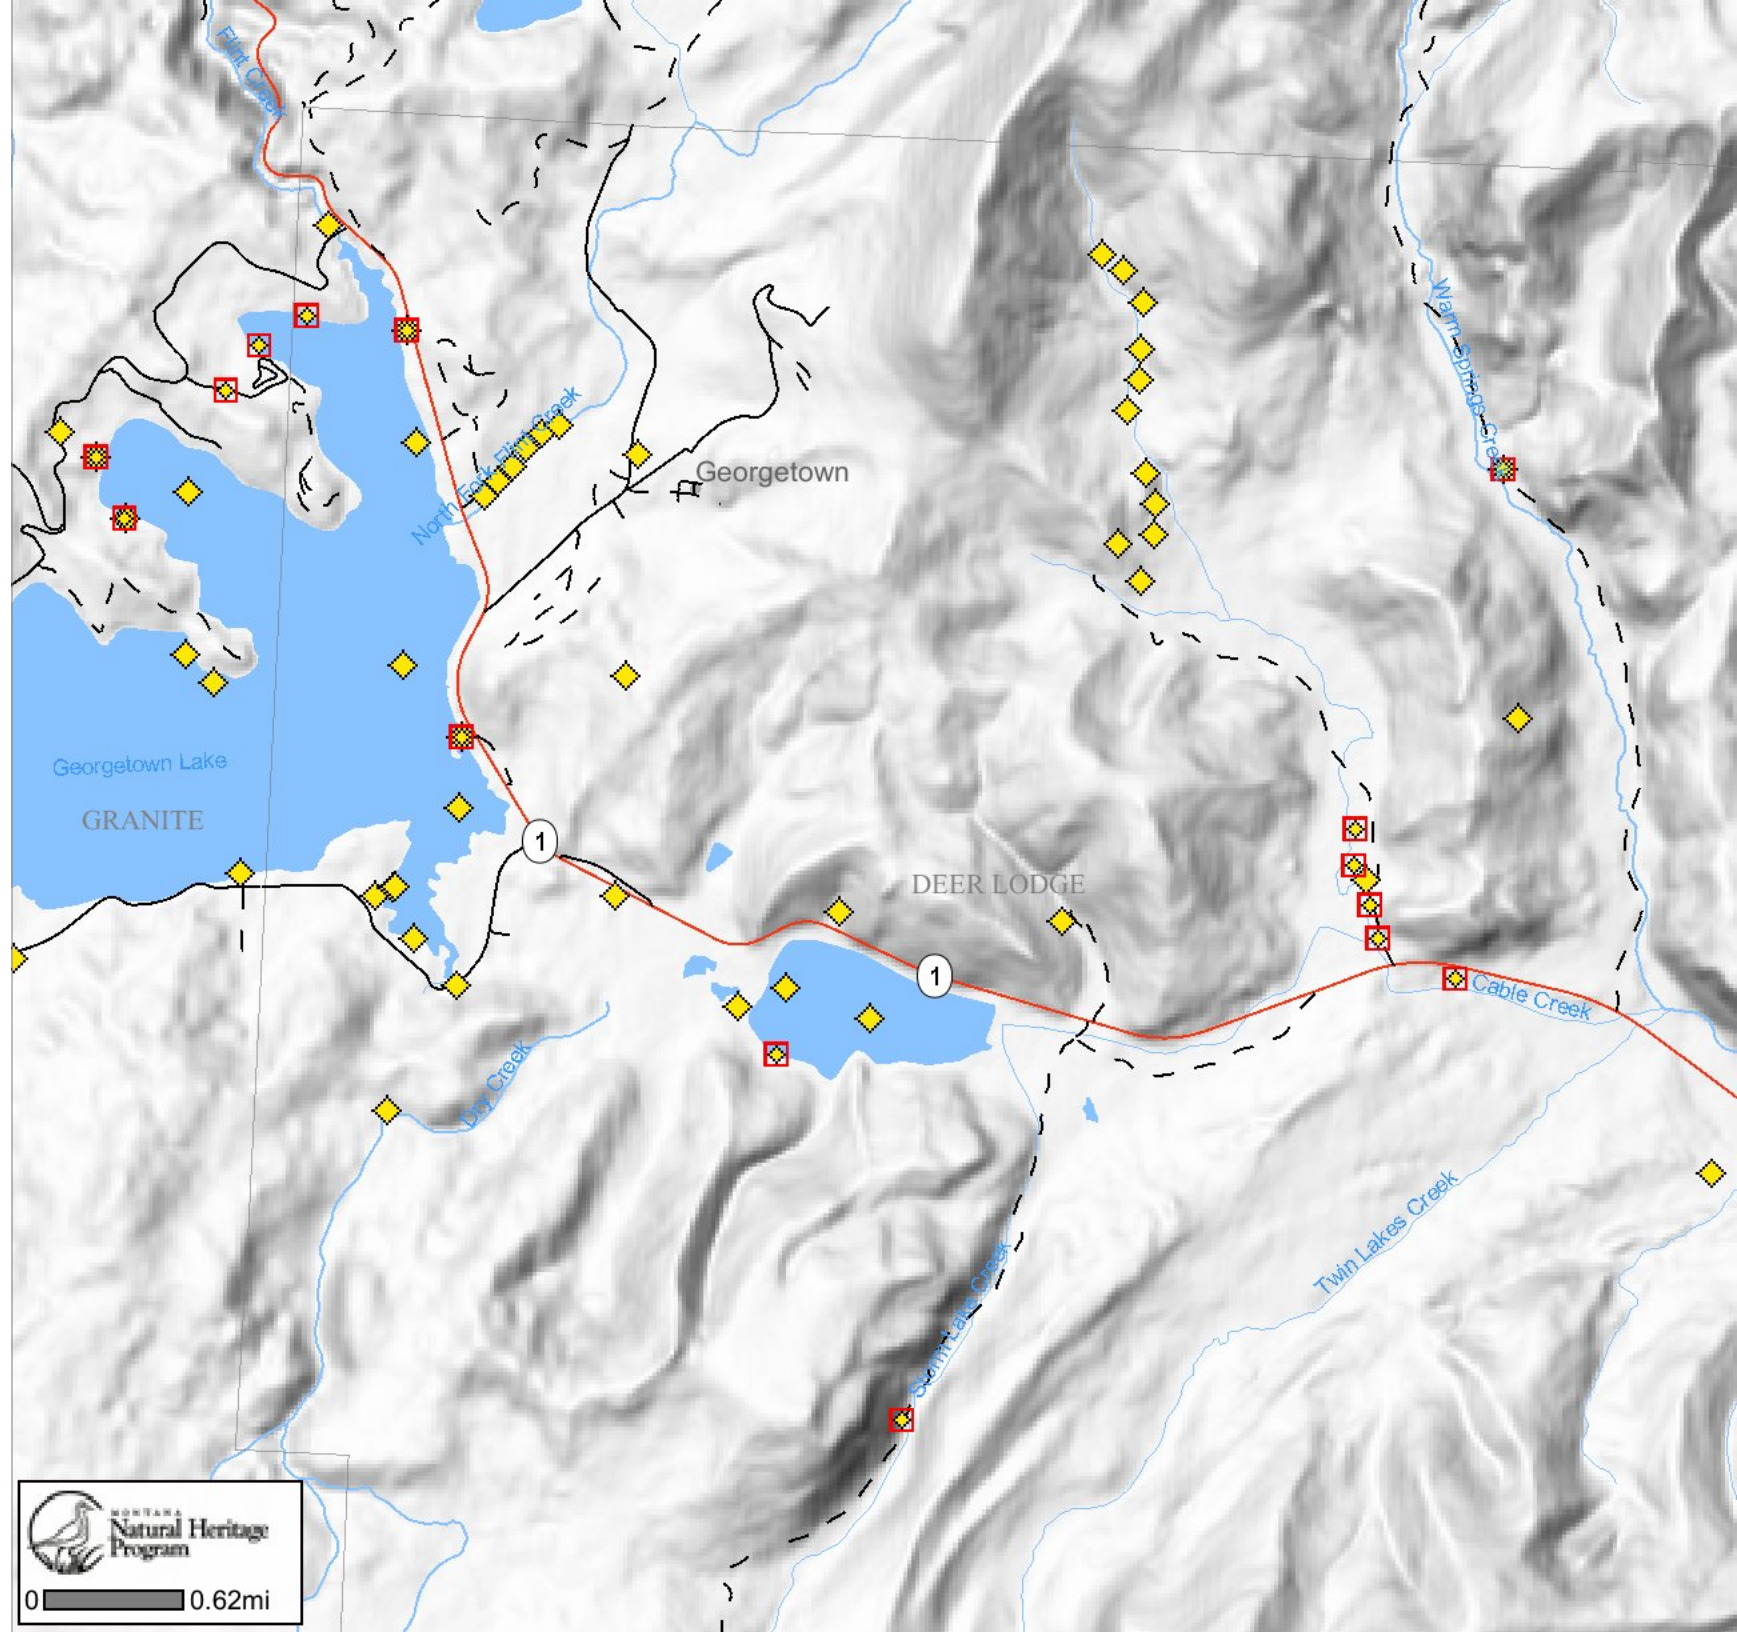 Flint Creek
Warm Springs Creek
North Fork Flint Creek
Georgetown
Georgetown Lake
GRANITE
1
DEER LODGE
1
Cable Creek
Dry Creek
Twin Lakes Creek
Storm Lake Creek
MONTANA
Natural Heritage
Program
0 0.62mi